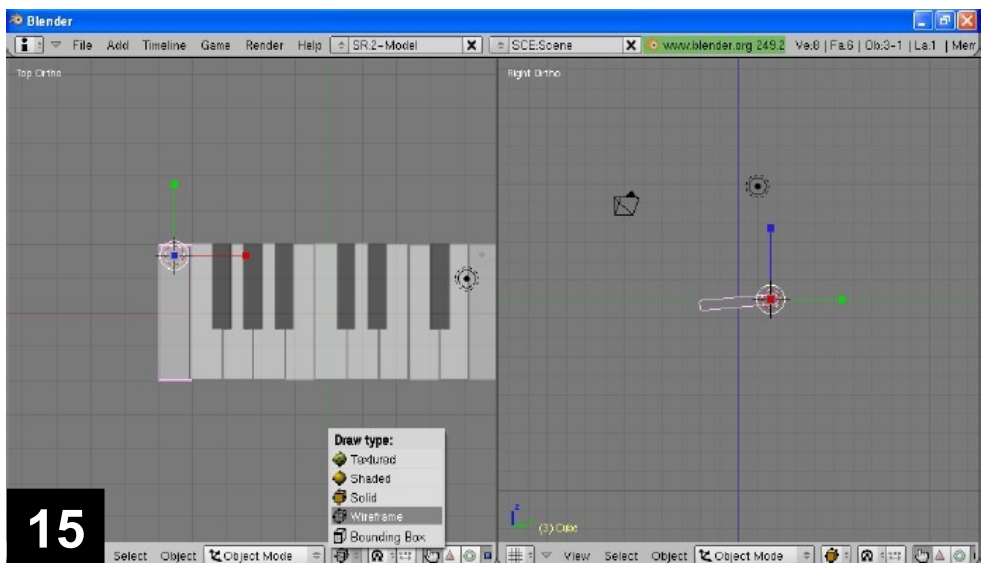 Blender
File Add Timeline Game Render Help SR:2-Model X SCE:Scene X www.blender.org 249.2 Ve:8 | Fa:6 | Ob:3-1 | La:1 | Mem
Top Ortho
Right Ortho
Draw type:
Textured
Shaded
Solid
Wireframe
Bounding Box
z
(3) Cube
15
Select Object Object Mode
View Select Object Object Mode